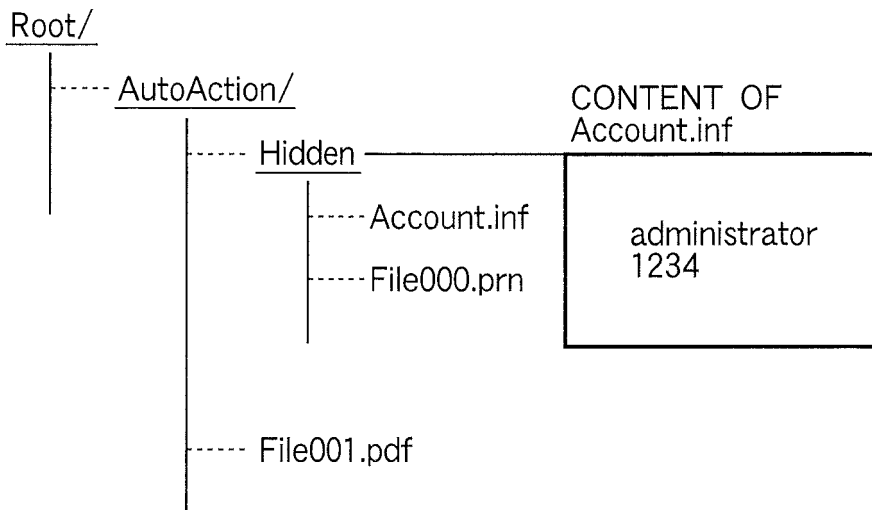 Root/
AutoAction/
CONTENT OF
Account.inf
Hidden
Account.inf
administrator
1234
File000.prn
File001.pdf